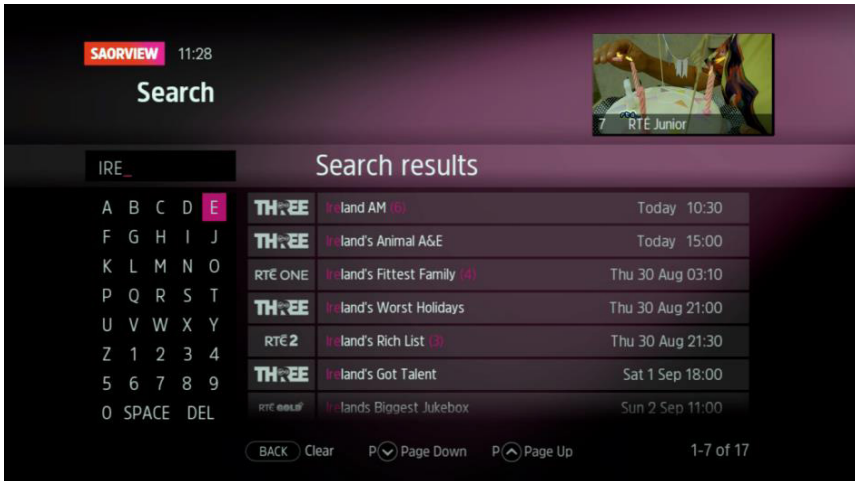 SAORVIEW 11:28
Search
7 RTÉ Junior
IRE_
Search results
A B C D E
F G H I J
K L M N O
P Q R S T
U V W X Y
Z 1 2 3 4
5 6 7 8 9
0 SPACE DEL
THREE Ireland AM (6) Today 10:30
THREE Ireland's Animal A&E Today 15:00
RTÉ ONE Ireland's Fittest Family (4) Thu 30 Aug 03:10
THREE Ireland's Worst Holidays Thu 30 Aug 21:00
RTÉ 2 Ireland's Rich List (3) Thu 30 Aug 21:30
THREE Ireland's Got Talent Sat 1 Sep 18:00
RTÉ GOLD Irelands Biggest Jukebox Sun 2 Sep 11:00
BACK Clear P Page Down P Page Up 1-7 of 17